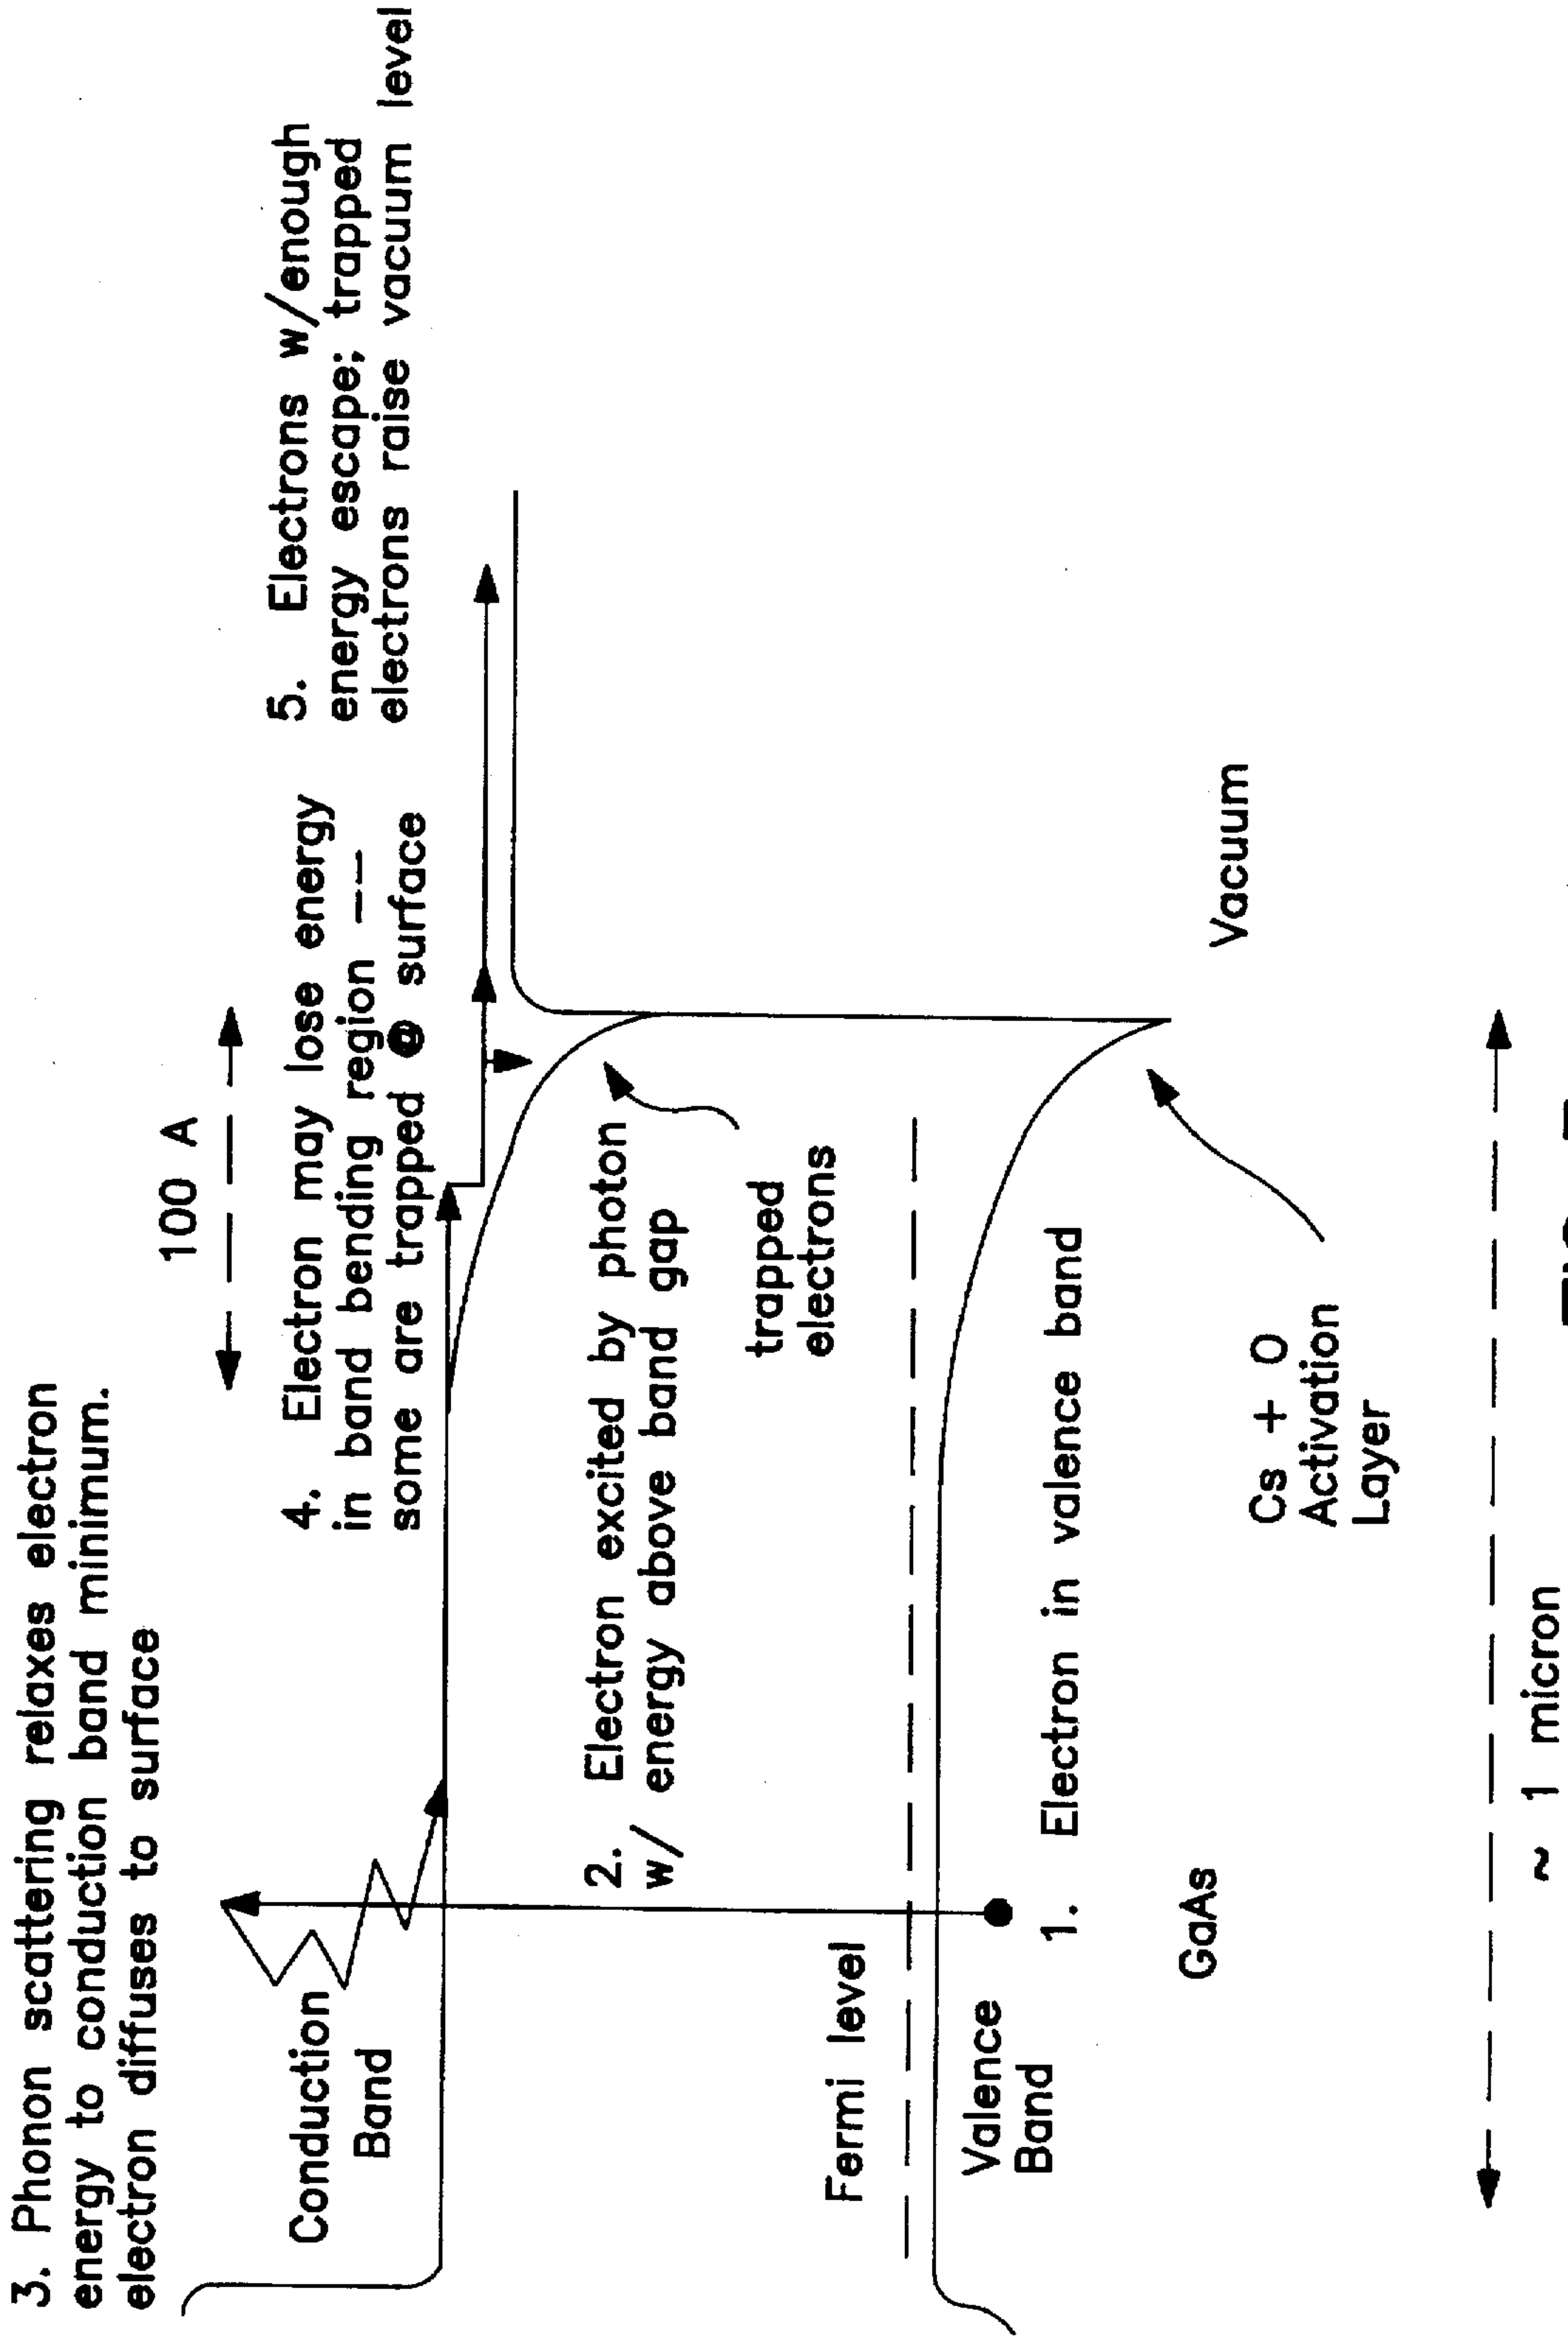 3. Phonon scattering relaxes electron
energy to conduction band minimum.
electron diffuses to surface
100 A
4. Electron may lose energy
in band bending region --
some are trapped @ surface
5. Electrons w/enough
energy escape; trapped
electrons raise vacuum level
Conduction
Band
2. Electron excited by photon
w/ energy above band gap
trapped
electrons
Fermi level
Valence
Band
1. Electron in valence band
GaAs
Cs + O
Activation
Layer
Vacuum
~ 1 micron